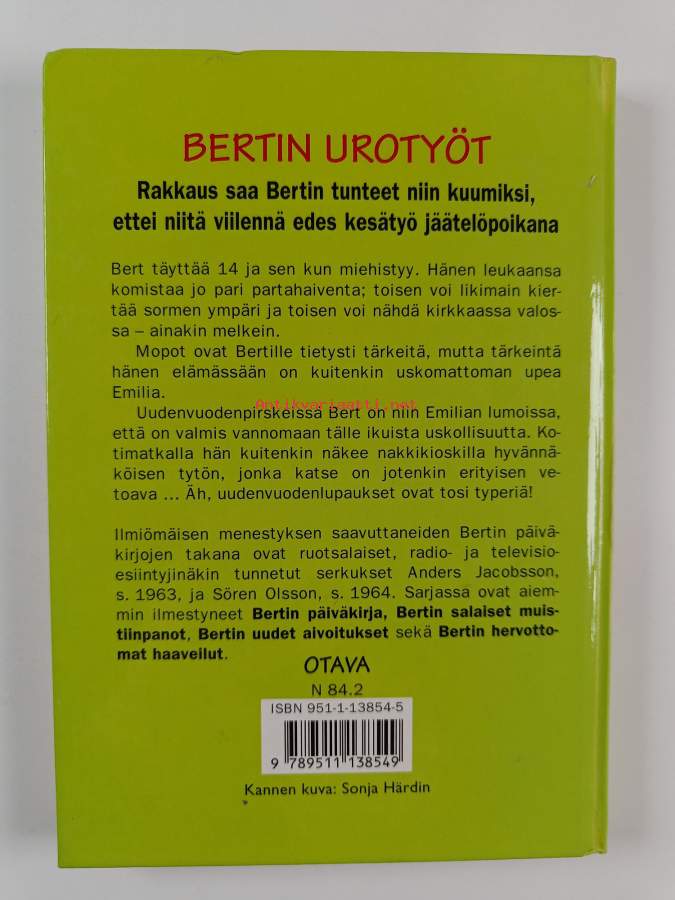 BERTIN UROTYÖT
Rakkaus saa Bertin tunteet niin kuumiksi,
ettei niitä viilennä edes kesätyö jäätelöpoikana
Bert täyttää 14 ja sen kun miehistyy. Hänen leukaansa
komistaa jo pari partahaiventa; toisen voi likimain kier-
tää sormen ympäri ja toisen voi nähdä kirkkaassa valos-
sa – ainakin melkein.
Mopot ovat Bertille tietysti tärkeitä, mutta tärkeintä
hänen elämässään on kuitenkin uskomattoman upea
Emilia.
Antikvariaatti.net
Uudenvuodenpirskeissä Bert on niin Emilian lumoissa,
että on valmis vannomaan tälle ikuista uskollisuutta. Ko-
timatkalla hän kuitenkin näkee nakkikioskilla hyvännä-
köisen tytön, jonka katse on jotenkin erityisen ve-
toava ... Äh, uudenvuodenlupaukset ovat tosi typeriä!
Ilmiömäisen menestyksen saavuttaneiden Bertin päivä-
kirjojen takana ovat ruotsalaiset, radio- ja televisio-
esiintyjinäkin tunnetut serkukset Anders Jacobsson,
s. 1963, ja Sören Olsson, s. 1964. Sarjassa ovat aiem-
min ilmestyneet Bertin päiväkirja, Bertin salaiset muis-
tiinpanot, Bertin uudet aivoitukset sekä Bertin hervotto-
mat haaveilut.
OTAVA
N 84.2
ISBN 951-1-13854-5
9 789511 138549
Kannen kuva: Sonja Härdin